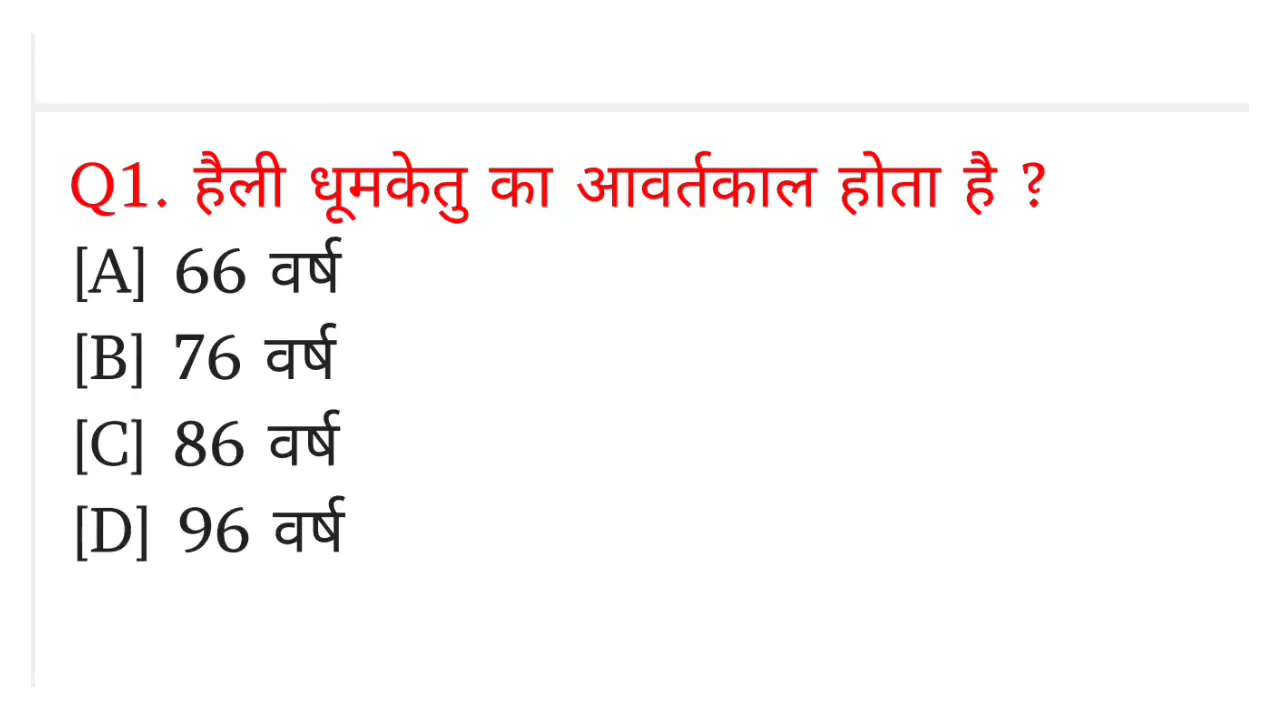 Q1. हैली धूमकेतु का आवर्तकाल होता है ?
[A] 66 वर्ष
[B] 76 वर्ष
[C] 86 वर्ष
[D] 96 वर्ष